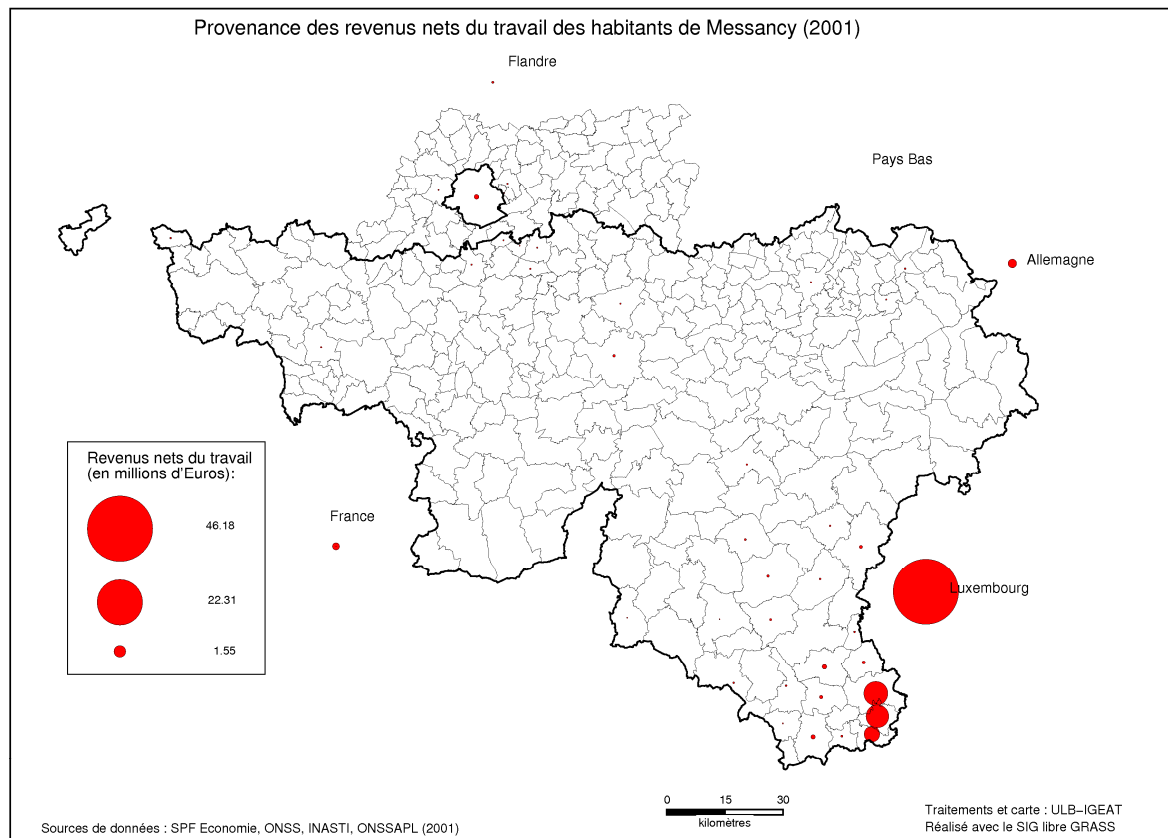 Provenance des revenus nets du travail des habitants de Messancy (2001)
Flandre
Pays Bas
Allemagne
Revenus nets du travail
(en millions d'Euros):
46.18
22.31
1.55
France
Luxembourg
0 15 30
kilomètres
Sources de données : SPF Economie, ONSS, INASTI, ONSSAPL (2001)
Traitements et carte : ULB–IGEAT
Réalisé avec le SIG libre GRASS